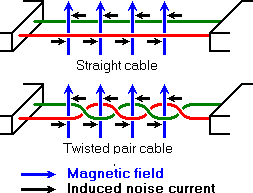 Straight cable
Twisted pair cable
Magnetic field
Induced noise current